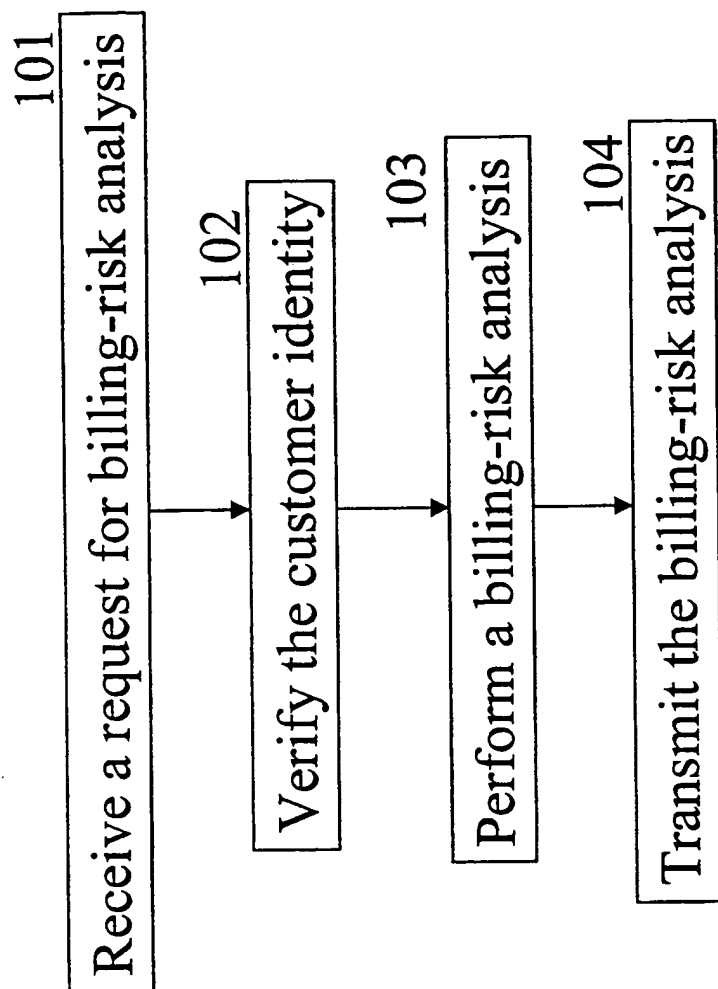 101
Receive a request for billing-risk analysis
102
Verify the customer identity
103
Perform a billing-risk analysis
104
Transmit the billing-risk analysis